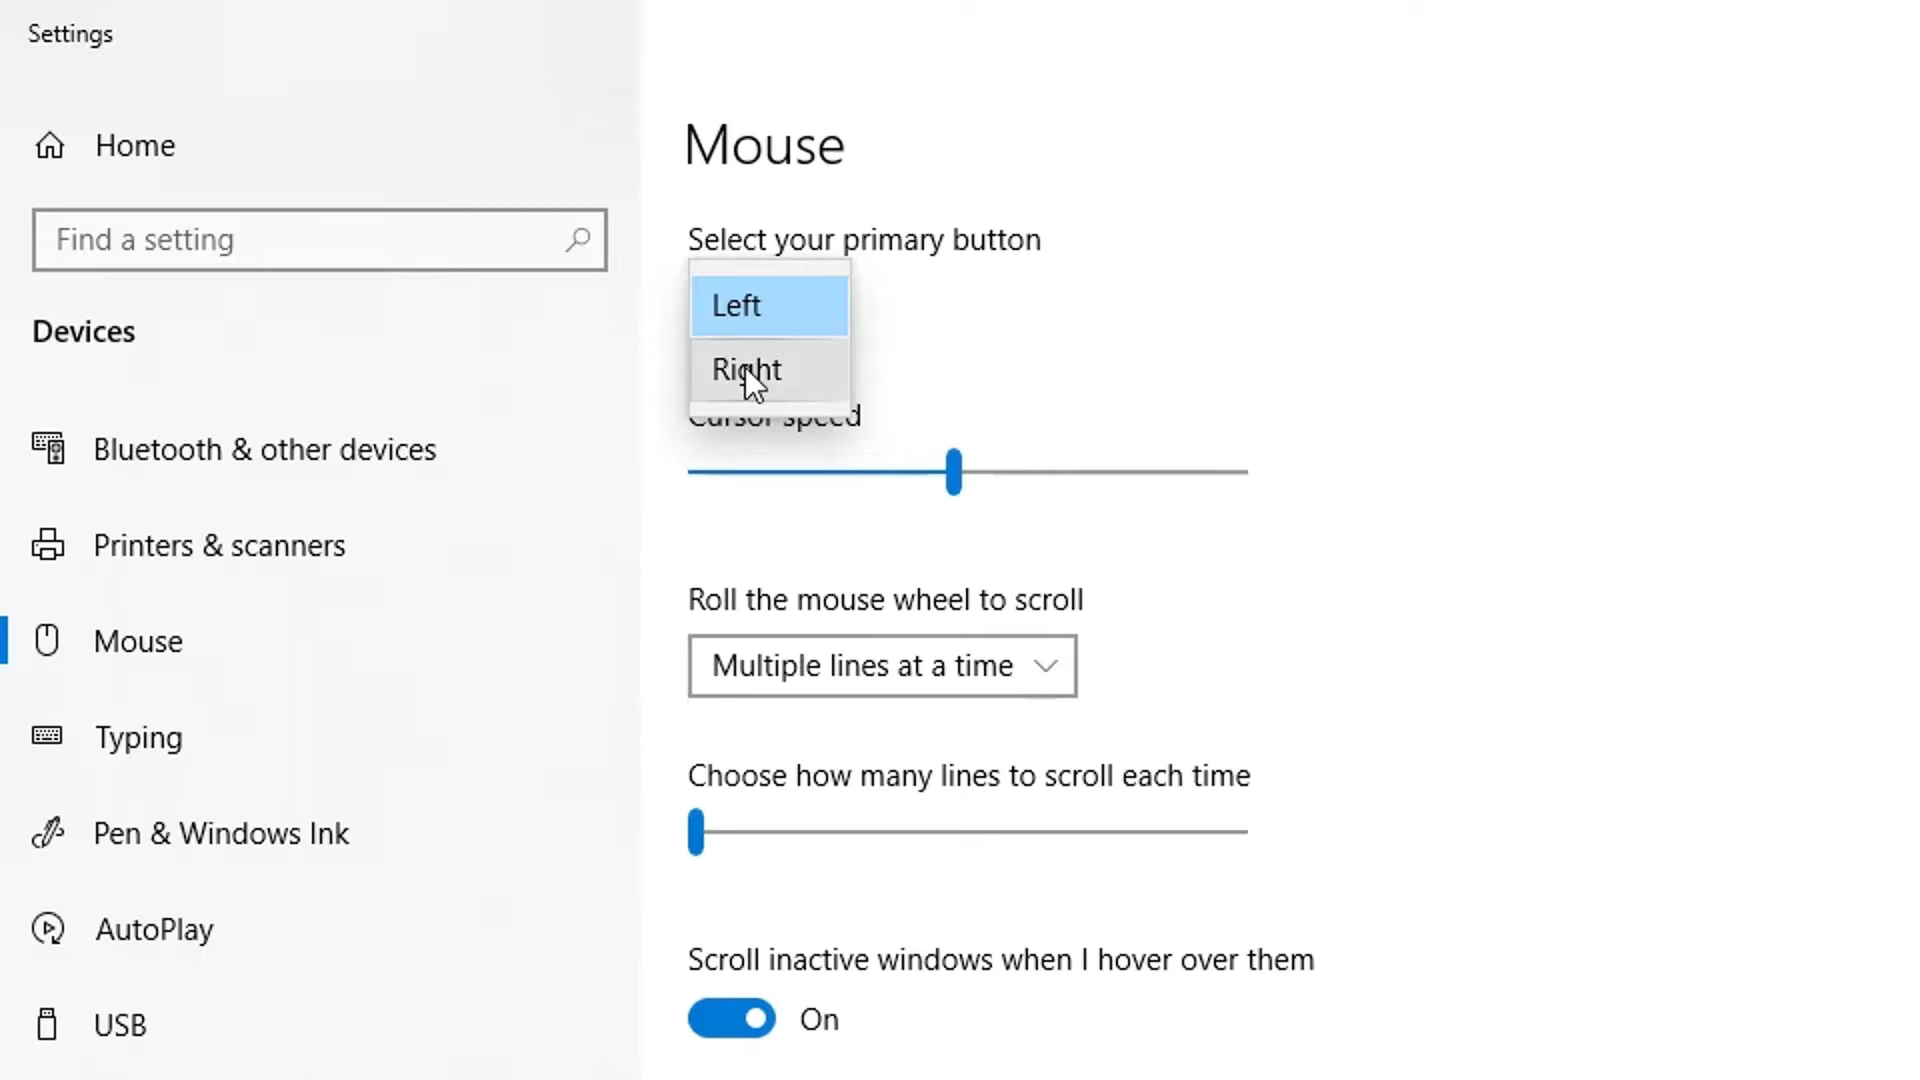 Settings
Home
Find a setting
Devices
Bluetooth & other devices
Printers & scanners
Mouse
Typing
Pen & Windows Ink
AutoPlay
USB
Mouse
Select your primary button
Left
Right
Cursor speed
Roll the mouse wheel to scroll
Multiple lines at a time
Choose how many lines to scroll each time
Scroll inactive windows when I hover over them
On